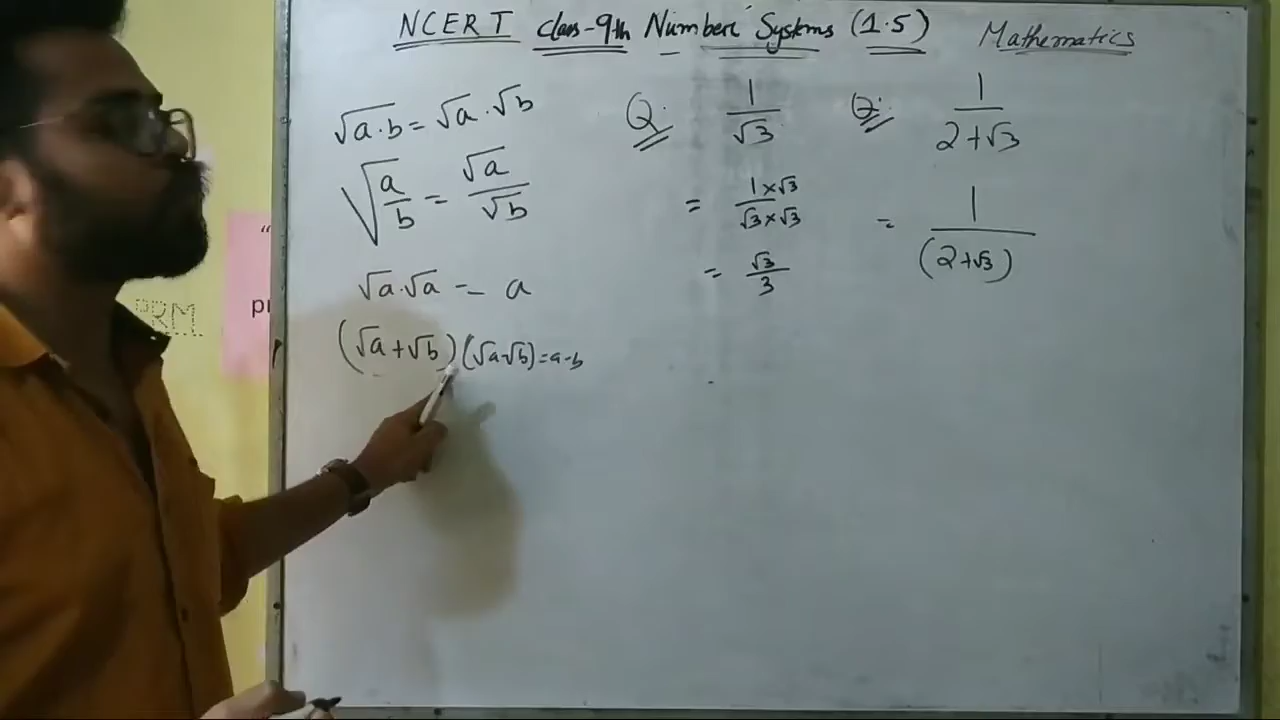 NCERT Class-9th Number Systems (1.5) Mathematics
√a·b = √a·√b
√(a/b) = √a/√b
√a·√a = a
(√a+√b)(√a-√b)=a-b
Q: 1/√3
= 1×√3/√3×√3
= √3/3
Q: 1/2+√3
= 1/(2+√3)
PRM